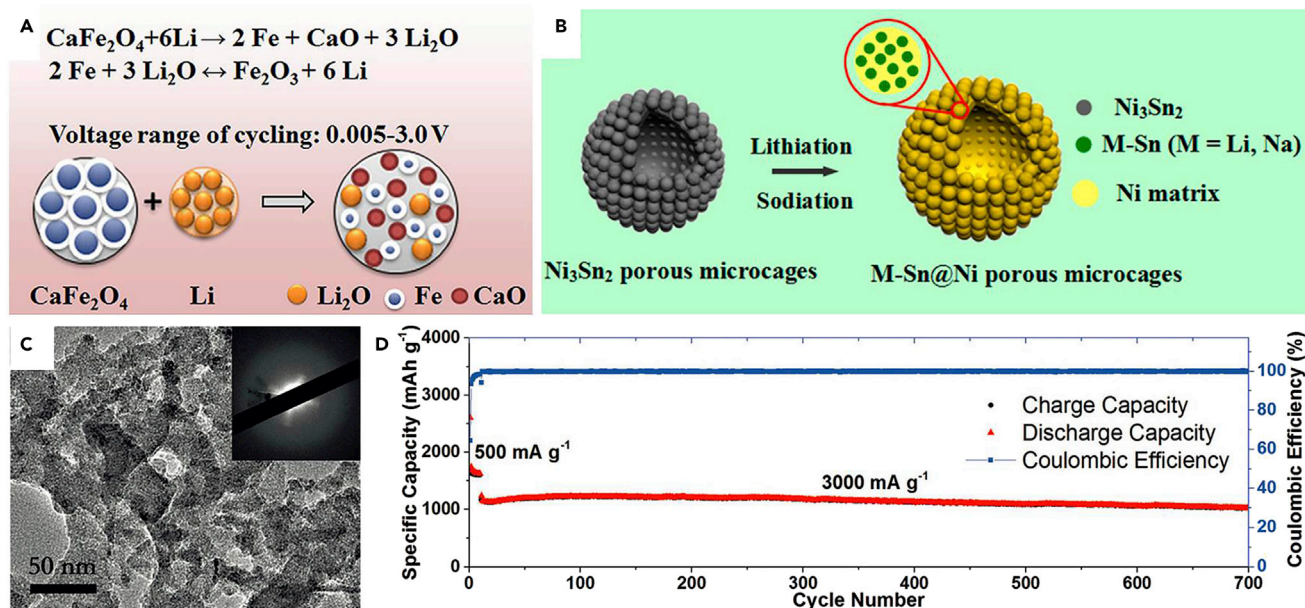 A
CaFe₂O₄+6Li → 2 Fe + CaO + 3 Li₂O
2 Fe + 3 Li₂O ↔ Fe₂O₃ + 6 Li
Voltage range of cycling: 0.005-3.0 V
+
CaFe₂O₄
Li
Li₂O Fe CaO
B
Lithiation
Sodiation
Ni₃Sn₂ porous microcages
M-Sn@Ni porous microcages
Ni₃Sn₂
M-Sn (M = Li, Na)
Ni matrix
C
50 nm
D
Specific Capacity (mAh g⁻¹)
4000
3500
3000
2500
2000
1500
1000
500
0
500 mA g⁻¹
3000 mA g⁻¹
Charge Capacity
Discharge Capacity
Coulombic Efficiency
0 100 200 300 400 500 600 700
Cycle Number
100
80
60
40
20
0
Coulombic Efficiency (%)